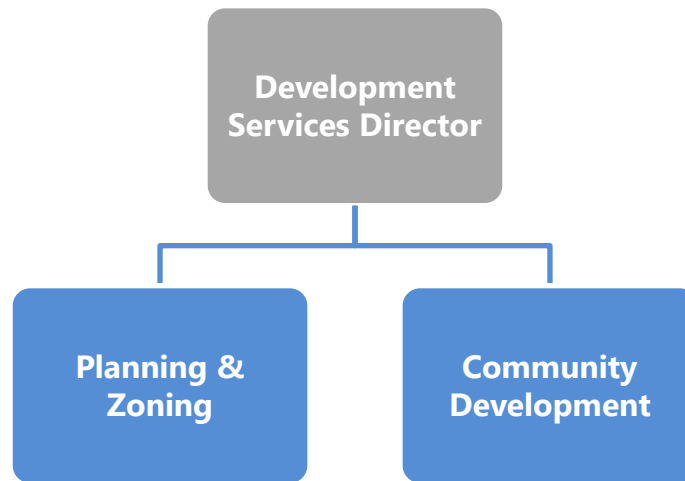 Development
Services Director
Planning &
Zoning
Community
Development